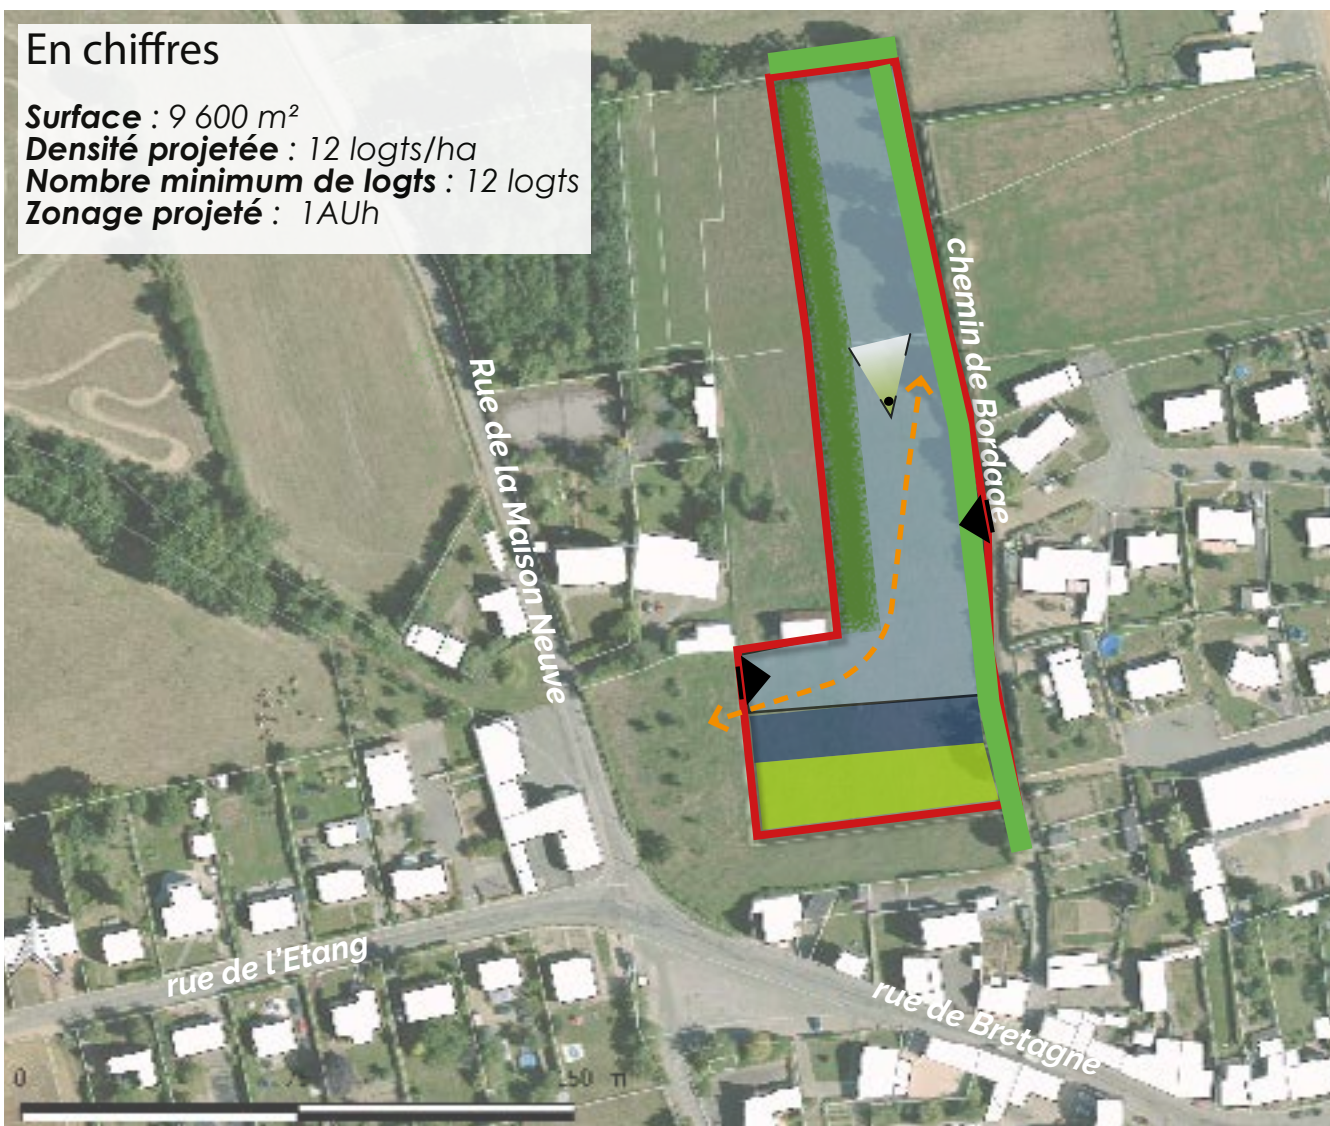 En chiffres
Surface : 9 600 m²
Densité projetée : 12 logts/ha
Nombre minimum de logts : 12 logts
Zonage projeté : 1AUh
chemin de Bordage
Rue de la Maison Neuve
rue de l'Etang
rue de Bretagne
0